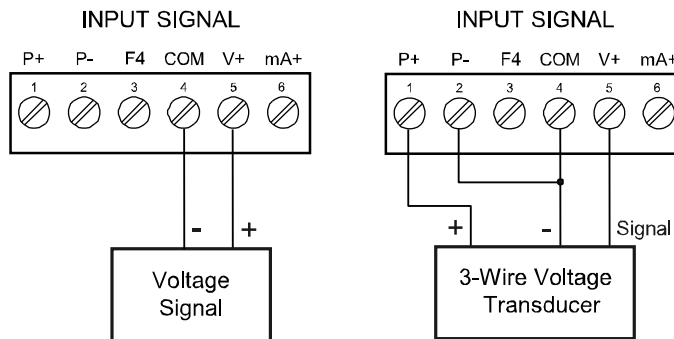 INPUT SIGNAL
P+ P- F4 COM V+ mA+
1 2 3 4 5 6
- +
Voltage
Signal
INPUT SIGNAL
P+ P- F4 COM V+ mA+
1 2 3 4 5 6
+ - Signal
3-Wire Voltage
Transducer